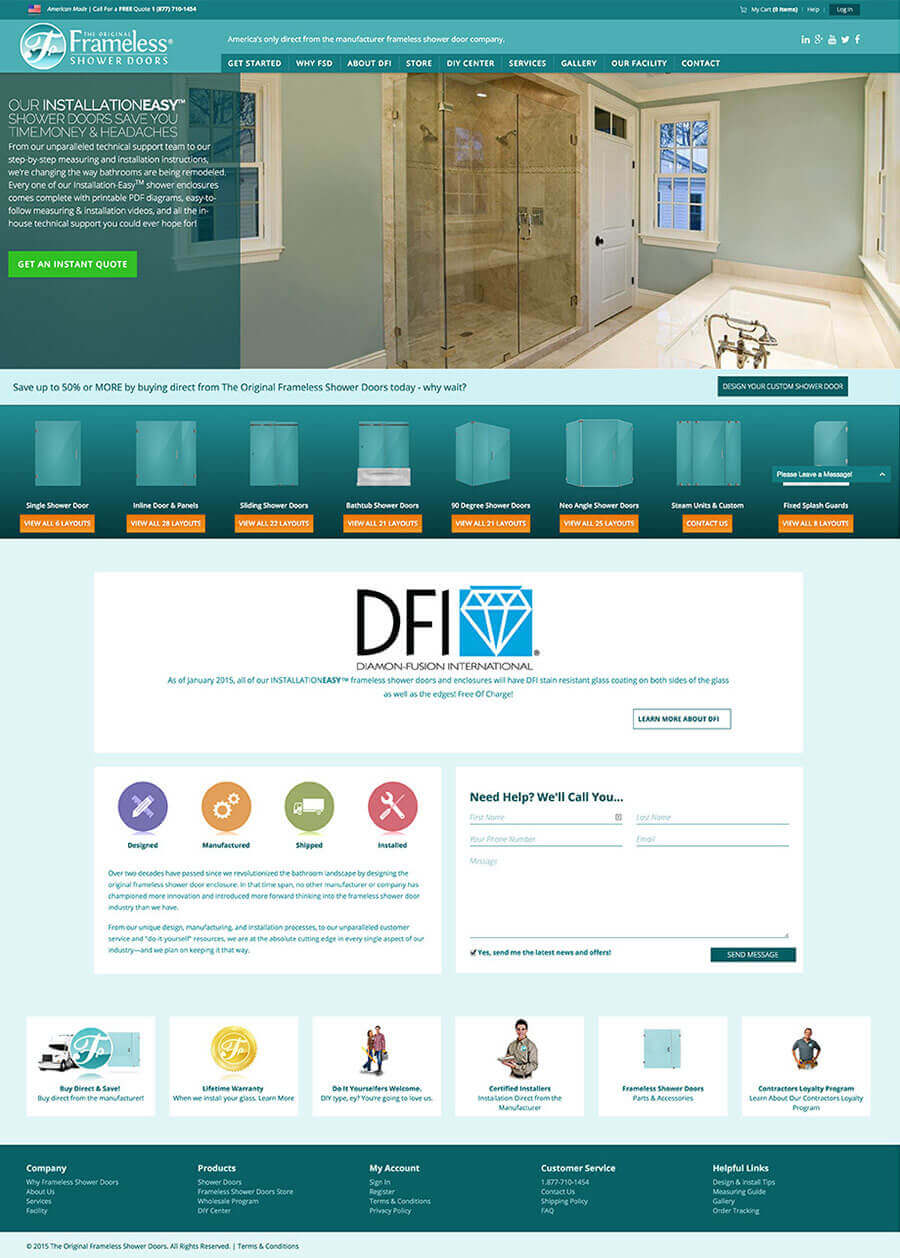 American Made | Call For a FREE Quote 1 (877) 710-1454
My Cart (0 Items) | Help | Log In
THE ORIGINAL
Frameless®
SHOWER DOORS
America's only direct from the manufacturer frameless shower door company.
GET STARTED WHY FSD ABOUT DFI STORE DIY CENTER SERVICES GALLERY OUR FACILITY CONTACT
OUR INSTALLATIONEASY™
SHOWER DOORS SAVE YOU
TIME,MONEY & HEADACHES
From our unparalleled technical support team to our
step-by-step measuring and installation instructions,
we're changing the way bathrooms are being remodeled.
Every one of our Installation-Easy™ shower enclosures
comes complete with printable PDF diagrams, easy-to-
follow measuring & installation videos, and all the in-
house technical support you could ever hope for!
GET AN INSTANT QUOTE
Save up to 50% or MORE by buying direct from The Original Frameless Shower Doors today - why wait?
DESIGN YOUR CUSTOM SHOWER DOOR
Please Leave a Message!
Single Shower Door Inline Door & Panels Sliding Shower Doors Bathtub Shower Doors 90 Degree Shower Doors Neo Angle Shower Doors Steam Units & Custom Fixed Splash Guards
VIEW ALL 6 LAYOUTS VIEW ALL 28 LAYOUTS VIEW ALL 22 LAYOUTS VIEW ALL 21 LAYOUTS VIEW ALL 21 LAYOUTS VIEW ALL 25 LAYOUTS CONTACT US VIEW ALL 8 LAYOUTS
DFI®
DIAMON-FUSION INTERNATIONAL
As of January 2015, all of our INSTALLATIONEASY™ frameless shower doors and enclosures will have DFI stain resistant glass coating on both sides of the glass
as well as the edges! Free Of Charge!
LEARN MORE ABOUT DFI
Designed Manufactured Shipped Installed
Over two decades have passed since we revolutionized the bathroom landscape by designing the
original frameless shower door enclosure. In that time span, no other manufacturer or company has
championed more innovation and introduced more forward thinking into the frameless shower door
industry than we have.
From our unique design, manufacturing, and installation processes, to our unparalleled customer
service and "do-it-yourself" resources, we are at the absolute cutting edge in every single aspect of our
industry—and we plan on keeping it that way.
Need Help? We'll Call You...
First Name Last Name
Your Phone Number Email
Message
Yes, send me the latest news and offers!
SEND MESSAGE
Buy Direct & Save!
Buy direct from the manufacturer!
Lifetime Warranty
When we install your glass. Learn More
Do It Yourselfers Welcome.
DIY type, ey? You're going to love us.
Certified Installers
Installation Direct from the
Manufacturer
Frameless Shower Doors
Parts & Accessories
Contractors Loyalty Program
Learn About Our Contractors Loyalty
Program
Company
Why Frameless Shower Doors
About Us
Services
Facility
Products
Shower Doors
Frameless Shower Doors Store
Wholesale Program
DIY Center
My Account
Sign In
Register
Terms & Conditions
Privacy Policy
Customer Service
1.877-710-1454
Contact Us
Shipping Policy
FAQ
Helpful Links
Design & Install Tips
Measuring Guide
Gallery
Order Tracking
© 2015 The Original Frameless Shower Doors. All Rights Reserved. | Terms & Conditions